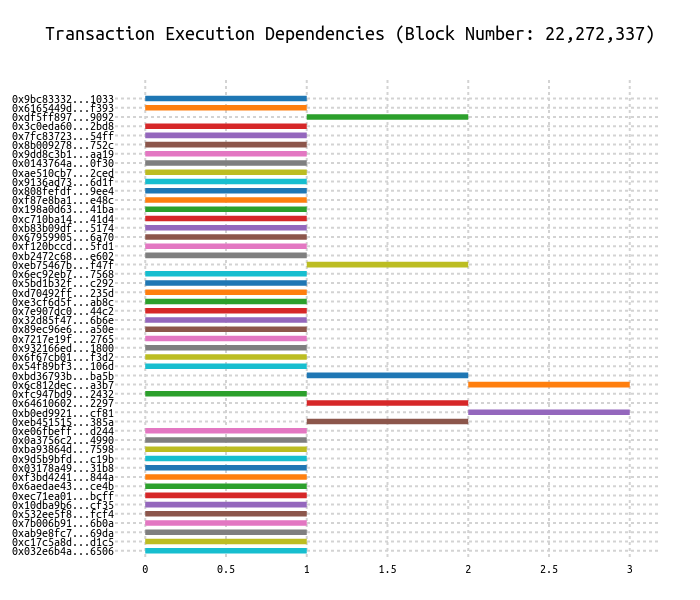 Transaction Execution Dependencies (Block Number: 22,272,337)
0x9bc83332...1033
0x6165449d...f393
0xdf5ff897...9092
0x3c0eda60...2bd8
0x7fc83723...54ff
0x8b009278...752c
0x9dd8c3b1...aa19
0x0143764a...0f30
0xae510cb7...2ced
0x9136ad73...6d1f
0x808fefdf...9ee4
0xf87e8ba1...e48c
0x198a0d63...41ba
0xc710ba14...41d4
0xb83b09df...5174
0x67959905...6a70
0xf120bccd...5fd1
0xb2472c68...e602
0xeb75467b...f47f
0x6ec92eb7...7568
0x5bd1b32f...c292
0xd70492ff...235d
0xe3cf6d5f...ab8c
0x7e907dc0...44c2
0x32d85f47...6b6e
0x89ec96e6...a50e
0x7217e19f...2765
0x932166ed...1800
0x6f67cb01...f3d2
0x54f89bf3...106d
0xbd36793b...ba5b
0x6c812dec...a3b7
0xfc947bd9...2432
0x64610602...2297
0xb0ed9921...cf81
0xeb451515...385a
0xe06fbeff...d244
0x0a3756c2...4990
0xba93864d...7598
0x9d5b9bfd...c19b
0x03178a49...31b8
0xf3bd4241...844a
0x6aedae43...ce4b
0xec71ea01...bcff
0x10dba9b6...cf35
0x532ee5f8...fcf4
0x7b006b91...6b0a
0xab9e8fc7...69da
0xc17c5a8d...d1c5
0x032e6b4a...6506
0 0.5 1 1.5 2 2.5 3